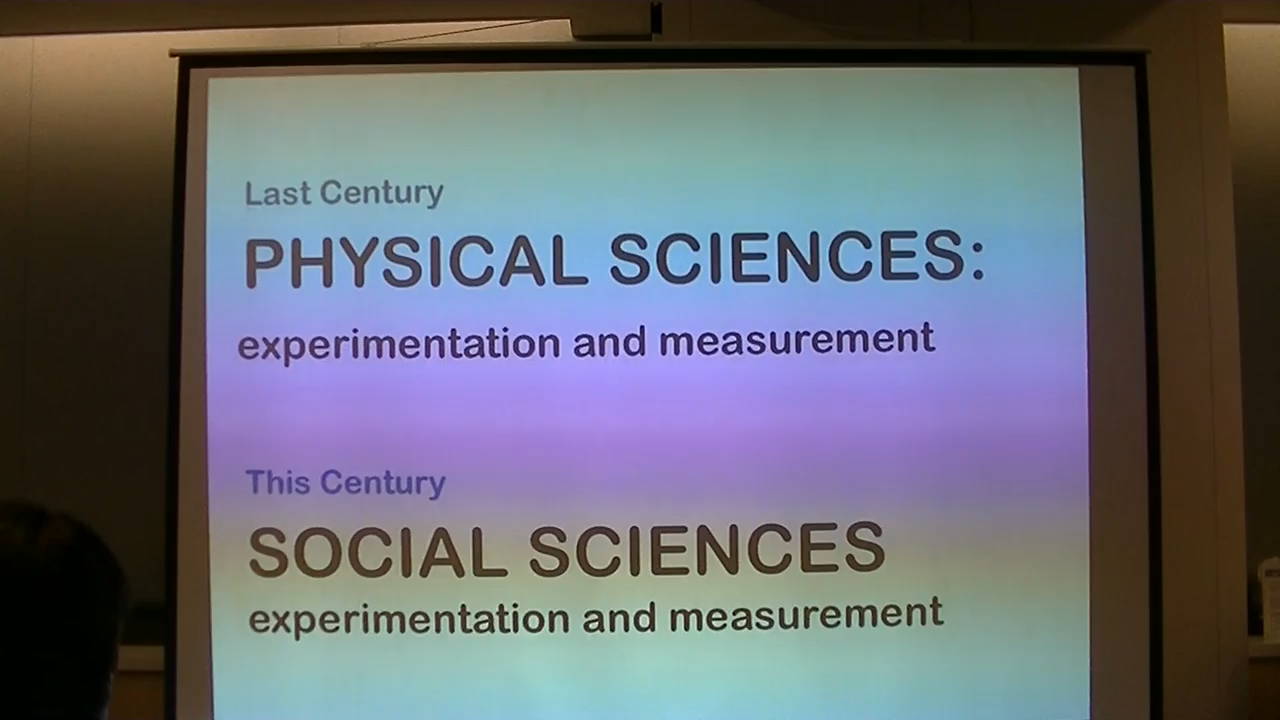 Last Century
PHYSICAL SCIENCES:
experimentation and measurement
This Century
SOCIAL SCIENCES
experimentation and measurement